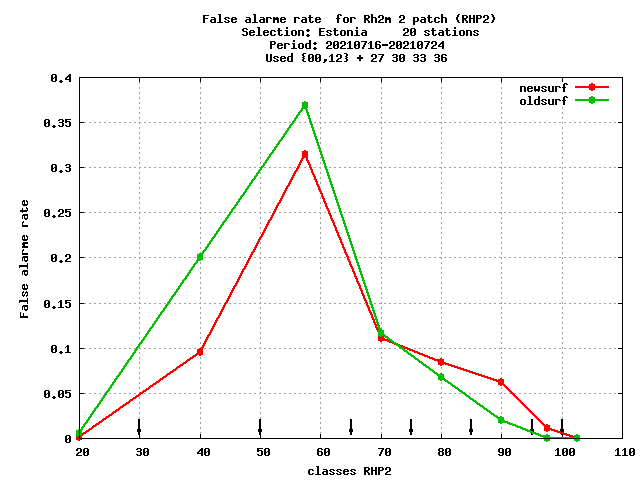 False alarme rate  for Rh2m 2 patch (RHP2)
Selection: Estonia     20 stations
Period: 20210716-20210724
Used {00,12} + 27 30 33 36
newsurf
oldsurf
0.4
0.35
0.3
0.25
0.2
0.15
0.1
0.05
0
False alarme rate
20 30 40 50 60 70 80 90 100 110
classes RHP2